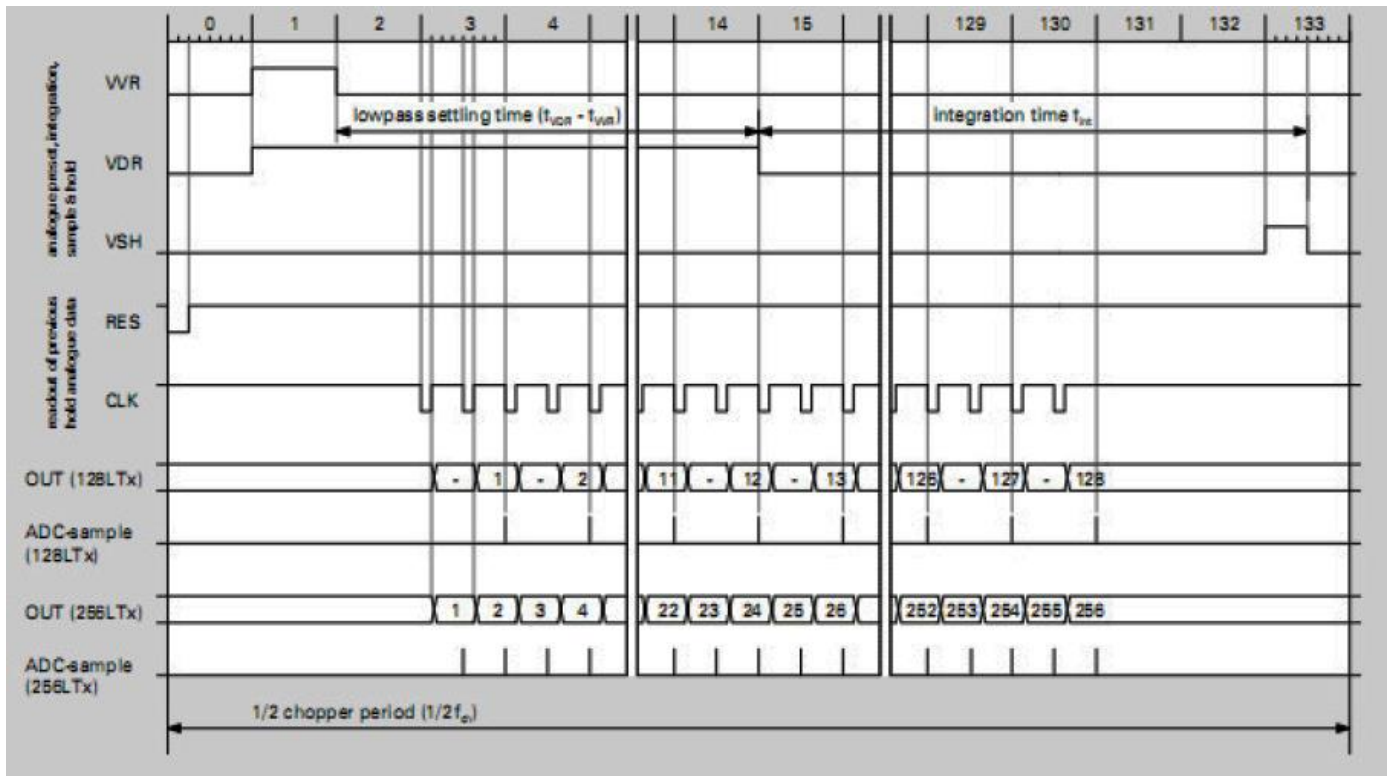 0 1 2 3 4 14 15 129 130 131 132 133
analogue preset, integration,
sample & hold
VVR
lowpass settling time (tVDR - tVVR)
integration time tint
VDR
VSH
readout of previous
hold analogue data
RES
CLK
OUT (128LTx) - 1 - 2 11 - 12 - 13 126 - 127 - 128
ADC-sample
(128LTx)
OUT (256LTx) 1 2 3 4 22 23 24 25 26 252 253 254 255 256
ADC-sample
(256LTx)
1/2 chopper period (1/2fch)